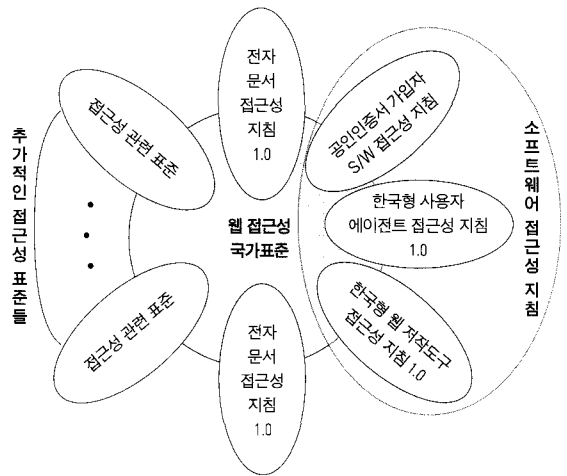 전자
문서
접근성
지침
1.0
접근성 관련 표준
공인인증서 가입자
S/W 접근성 지침
추가적인 접근성 표준들
웹 접근성
국가표준
한국형 사용자
에이전트 접근성 지침
1.0
소프트웨어 접근성 지침
접근성 관련 표준
전자
문서
접근성
지침
1.0
한국형 웹 저작도구
접근성 지침 1.0